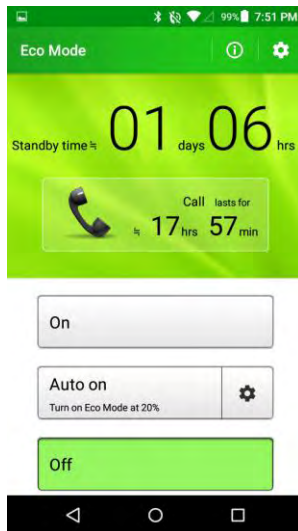 99% 7:51 PM
Eco Mode
Standby time ≒ 01 days 06 hrs
Call lasts for
≒ 17 hrs 57 min
On
Auto on
Turn on Eco Mode at 20%
Off